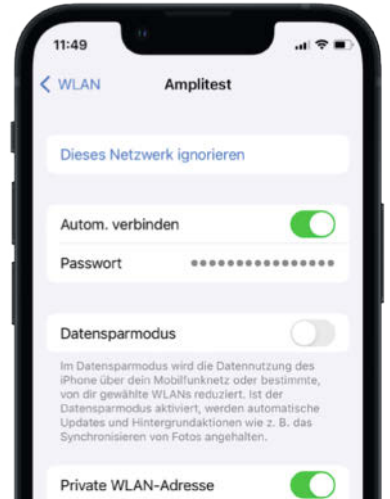 11:49
WLAN Amplitest
Dieses Netzwerk ignorieren
Autom. verbinden
Passwort ●●●●●●●●●●●●●●●●
Datensparmodus
Im Datensparmodus wird die Datennutzung des
iPhone über dein Mobilfunknetz oder bestimmte,
von dir gewählte WLANs reduziert. Ist der
Datensparmodus aktiviert, werden automatische
Updates und Hintergrundaktionen wie z. B. das
Synchronisieren von Fotos angehalten.
Private WLAN-Adresse